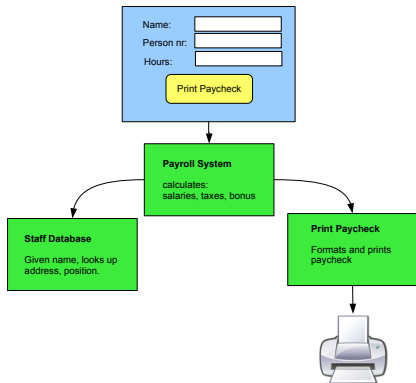 Name:
Person nr:
Hours:
Print Paycheck
Payroll System
calculates:
salaries, taxes, bonus
Staff Database
Given name, looks up
address, position.
Print Paycheck
Formats and prints
paycheck